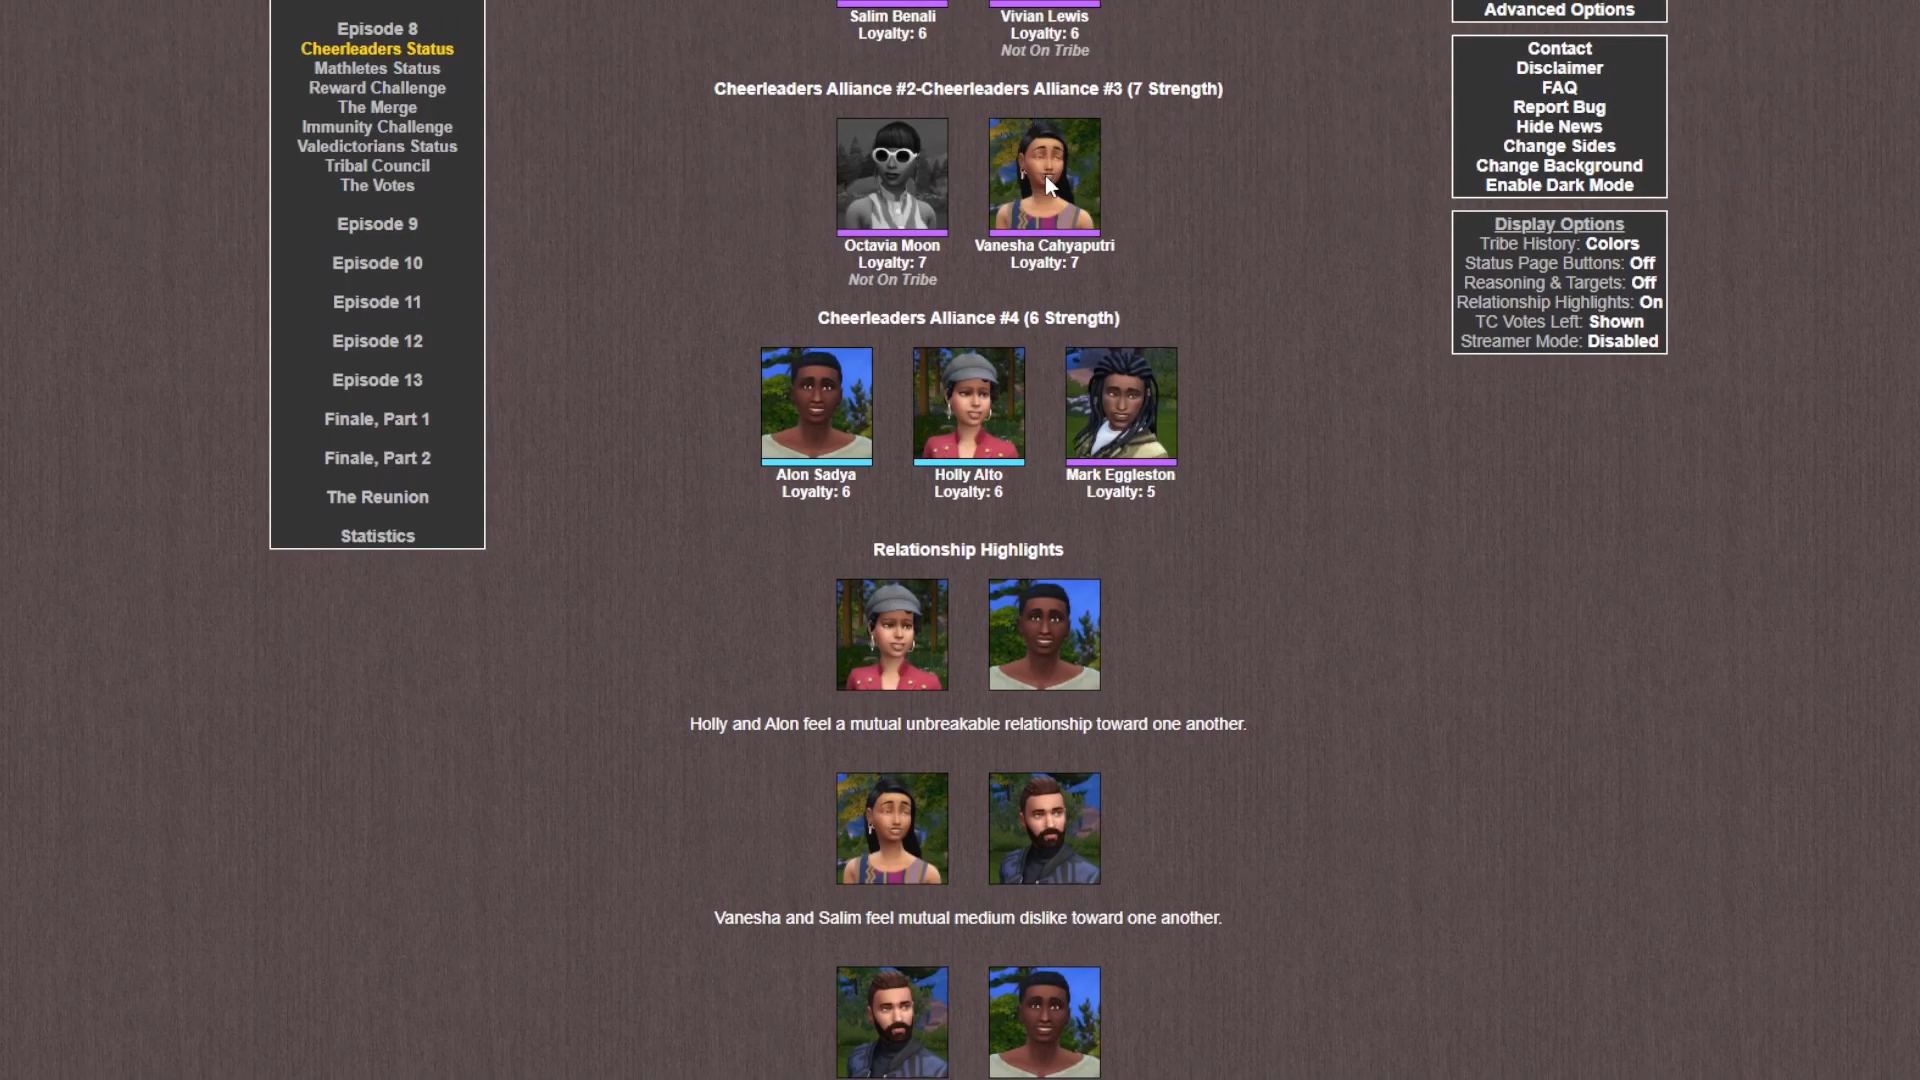 Episode 8
Cheerleaders Status
Mathletes Status
Reward Challenge
The Merge
Immunity Challenge
Valedictorians Status
Tribal Council
The Votes
Episode 9
Episode 10
Episode 11
Episode 12
Episode 13
Finale, Part 1
Finale, Part 2
The Reunion
Statistics
Salim Benali
Loyalty: 6
Vivian Lewis
Loyalty: 6
Not On Tribe
Cheerleaders Alliance #2-Cheerleaders Alliance #3 (7 Strength)
Octavia Moon
Loyalty: 7
Not On Tribe
Vanesha Cahyaputri
Loyalty: 7
Cheerleaders Alliance #4 (6 Strength)
Alon Sadya
Loyalty: 6
Holly Alto
Loyalty: 6
Mark Eggleston
Loyalty: 5
Relationship Highlights
Holly and Alon feel a mutual unbreakable relationship toward one another.
Vanesha and Salim feel mutual medium dislike toward one another.
Advanced Options
Contact
Disclaimer
FAQ
Report Bug
Hide News
Change Sides
Change Background
Enable Dark Mode
Display Options
Tribe History: Colors
Status Page Buttons: Off
Reasoning & Targets: Off
Relationship Highlights: On
TC Votes Left: Shown
Streamer Mode: Disabled